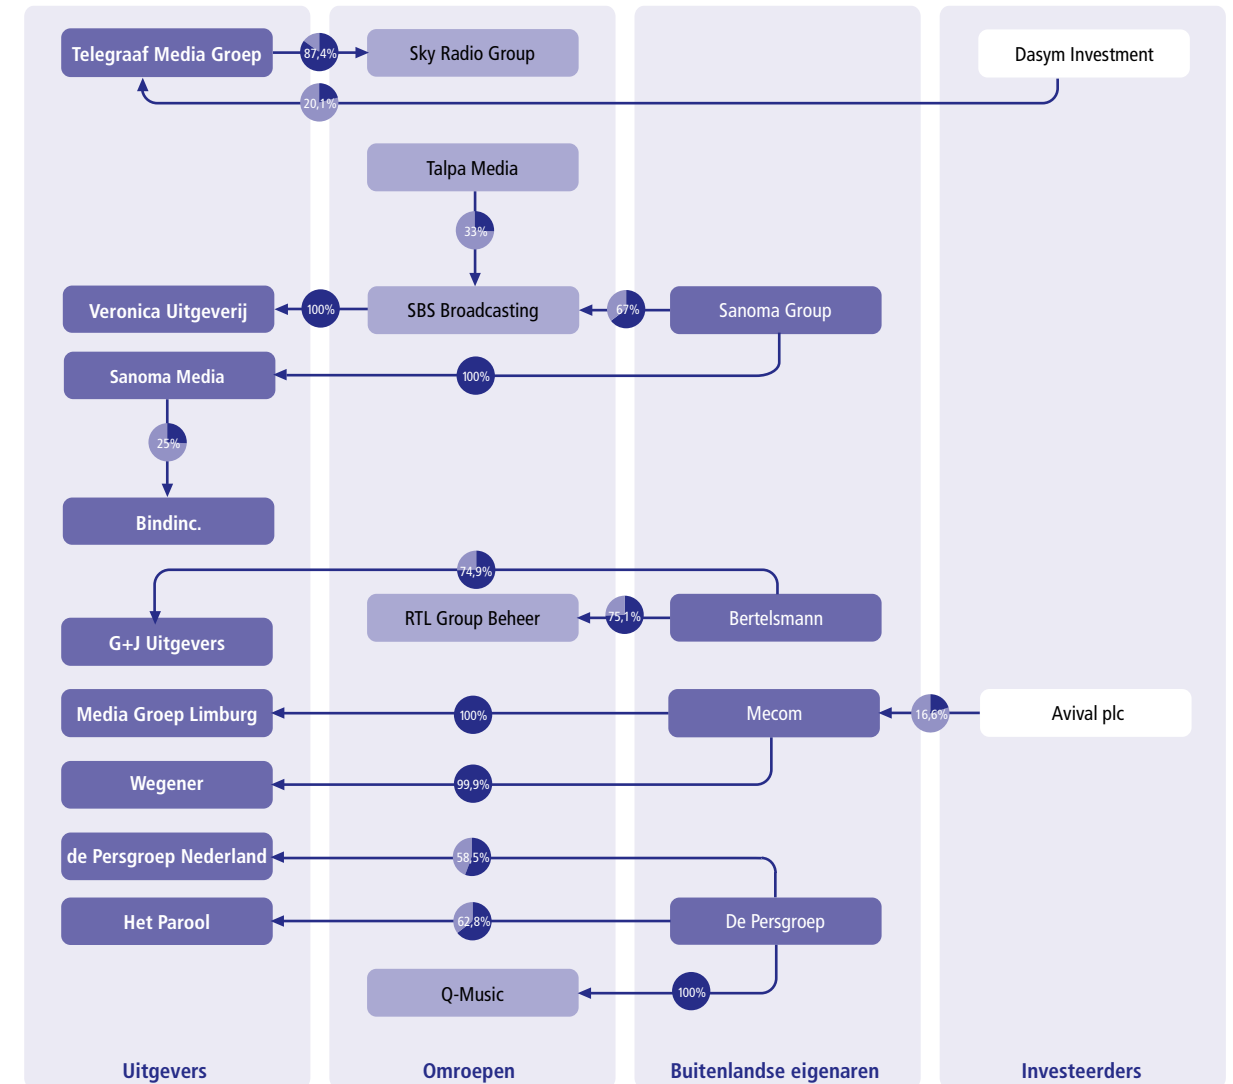 Telegraaf Media Groep
87,4%
Sky Radio Group
Dasym Investment
20,1%
Talpa Media
33%
Veronica Uitgeverij
100%
SBS Broadcasting
67%
Sanoma Group
Sanoma Media
100%
25%
Bindinc.
74,9%
RTL Group Beheer
75,1%
Bertelsmann
G+J Uitgevers
Media Groep Limburg
100%
Mecom
16,6%
Avival plc
Wegener
99,9%
de Persgroep Nederland
58,5%
Het Parool
62,8%
De Persgroep
Q-Music
100%
Uitgevers
Omroepen
Buitenlandse eigenaren
Investeerders